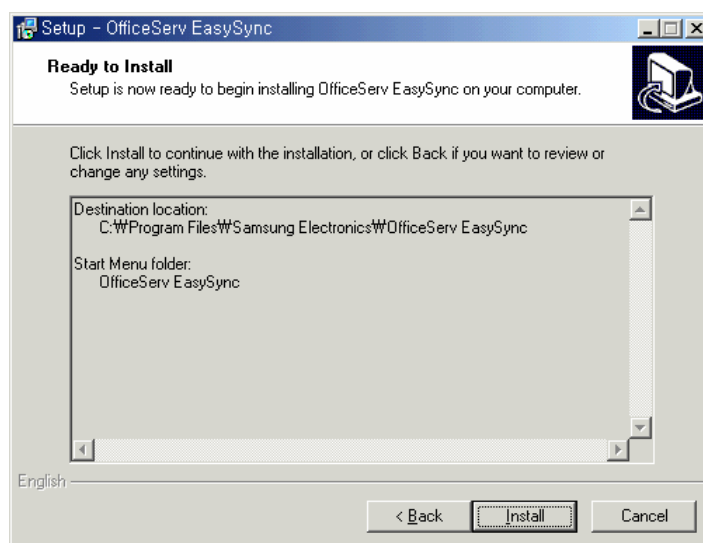 Setup - OfficeServ EasySync
Ready to Install
Setup is now ready to begin installing OfficeServ EasySync on your computer.
Click Install to continue with the installation, or click Back if you want to review or
change any settings.
Destination location:
C:₩Program Files₩Samsung Electronics₩OfficeServ EasySync
Start Menu folder:
OfficeServ EasySync
English
< Back
Install
Cancel